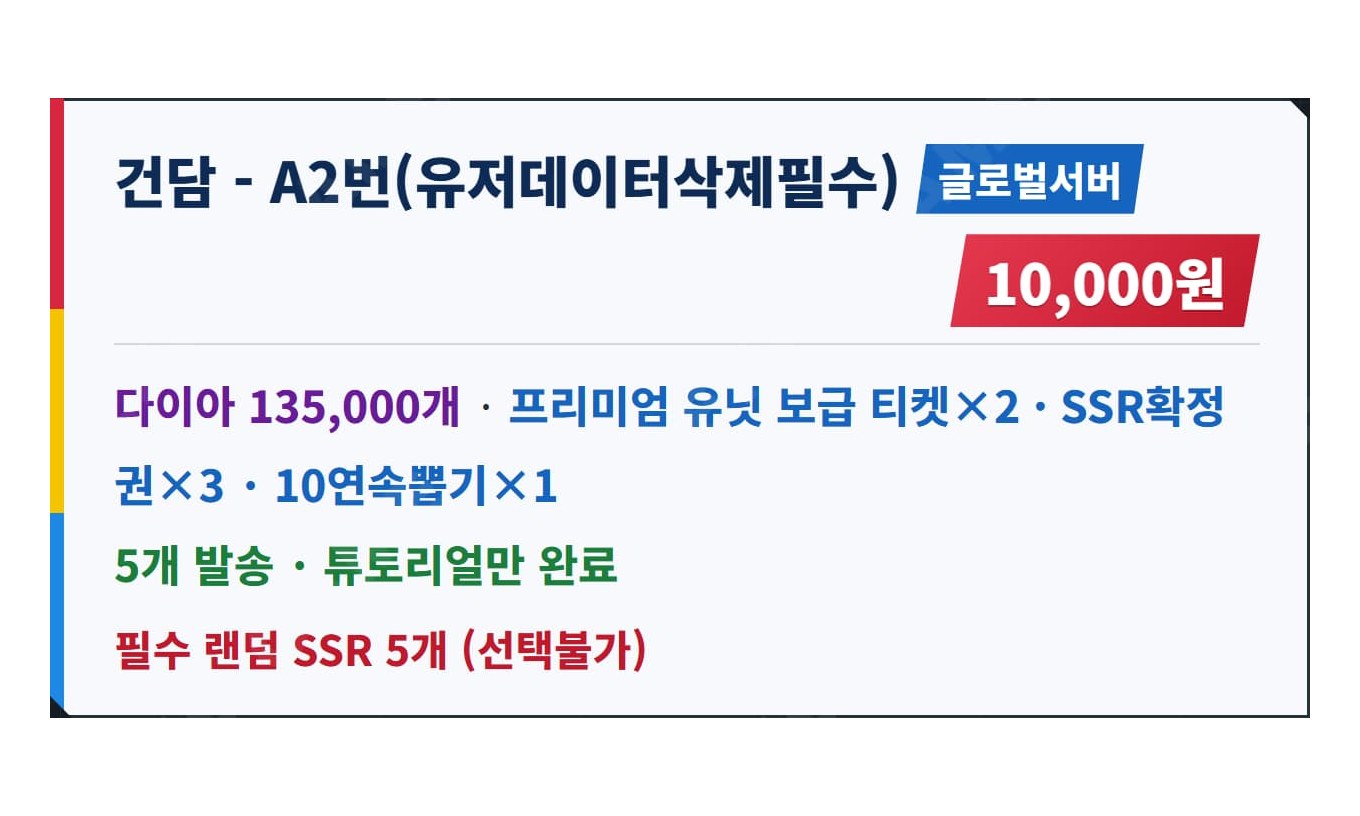 건담 - A2번(유저데이터삭제필수) 글로벌서버
10,000원
다이아 135,000개 · 프리미엄 유닛 보급 티켓×2 · SSR확정
권×3 · 10연속뽑기×1
5개 발송 · 튜토리얼만 완료
필수 랜덤 SSR 5개 (선택불가)